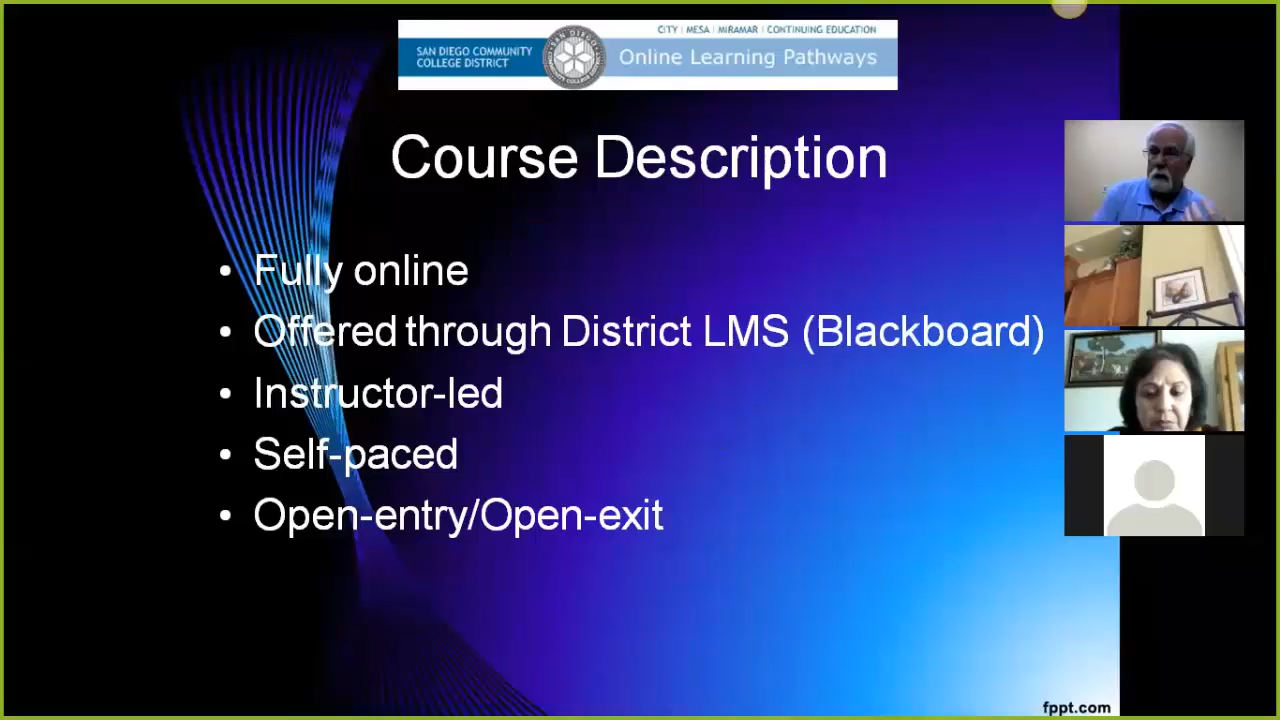 CITY | MESA | MIRAMAR | CONTINUING EDUCATION
SAN DIEGO COMMUNITY
COLLEGE DISTRICT
Online Learning Pathways
Course Description
• Fully online
• Offered through District LMS (Blackboard)
• Instructor-led
• Self-paced
• Open-entry/Open-exit
fppt.com